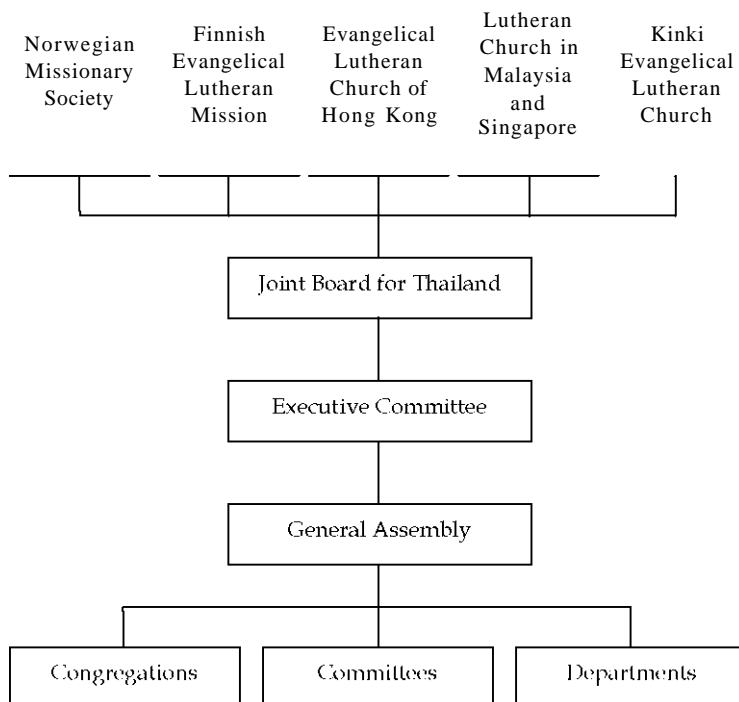 Norwegian
Missionary
Society
Finnish
Evangelical
Lutheran
Mission
Evangelical
Lutheran
Church of
Hong Kong
Lutheran
Church in
Malaysia
and
Singapore
Kinki
Evangelical
Lutheran
Church
Joint Board for Thailand
Executive Committee
General Assembly
Congregations
Committees
Departments